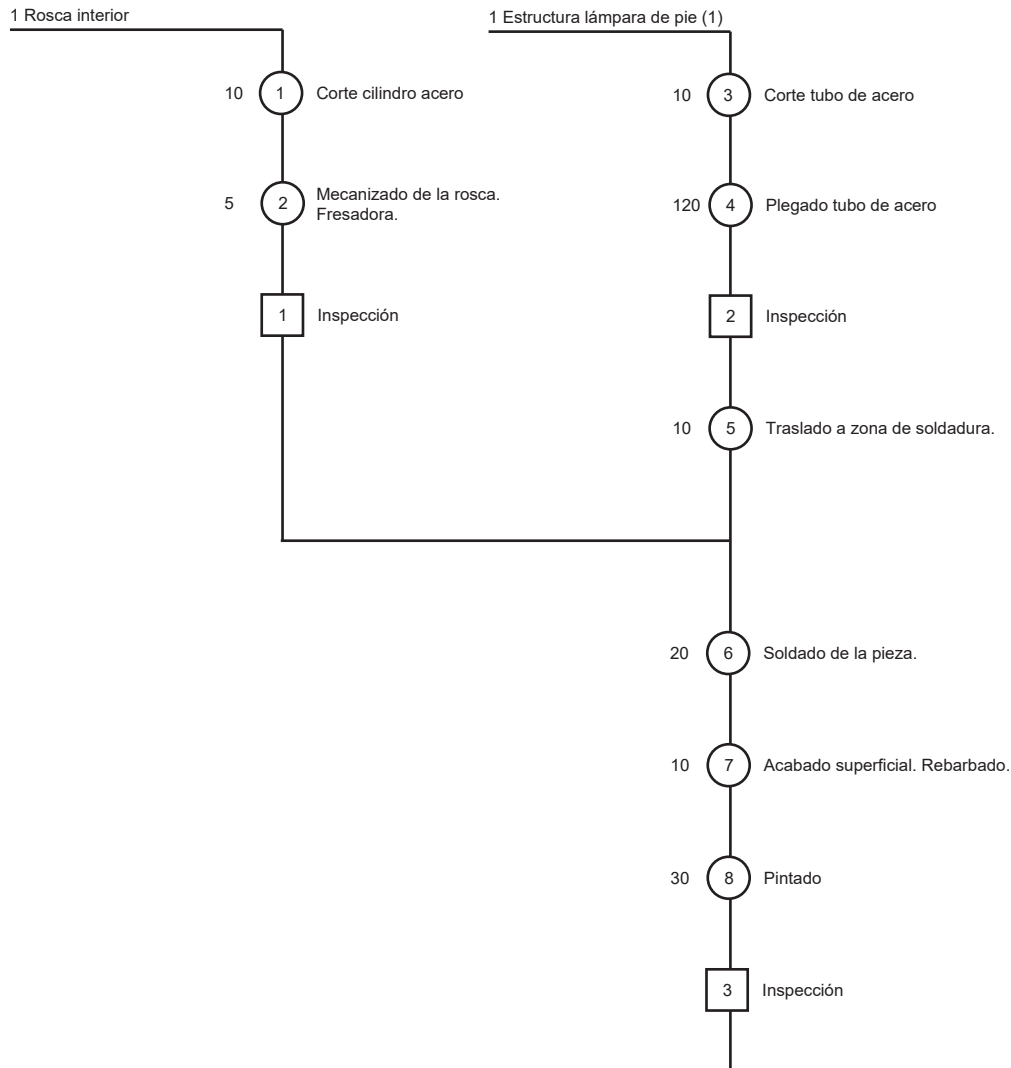 1 Rosca interior
10 1 Corte cilindro acero
5 2 Mecanizado de la rosca.
Fresadora.
1 Inspección
1 Estructura lámpara de pie (1)
10 3 Corte tubo de acero
120 4 Plegado tubo de acero
2 Inspección
10 5 Traslado a zona de soldadura.
20 6 Soldado de la pieza.
10 7 Acabado superficial. Rebarbado.
30 8 Pintado
3 Inspección